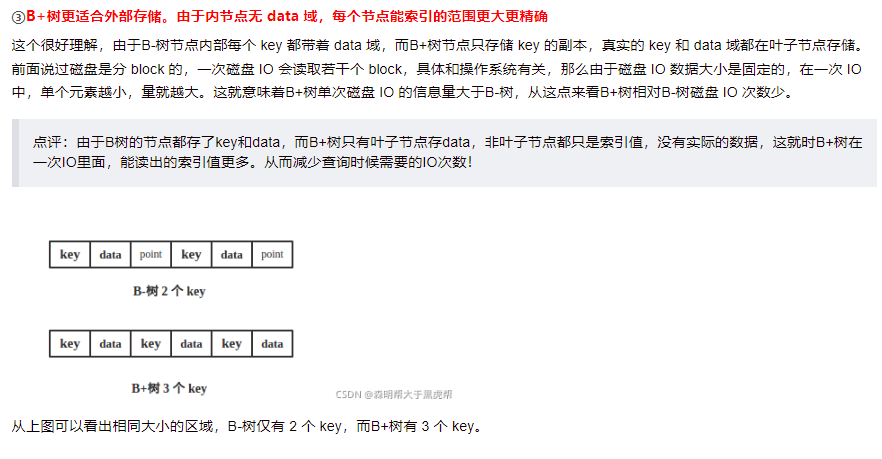 ③B+树更适合外部存储。由于内节点无 data 域，每个节点能索引的范围更大更精确
这个很好理解，由于B-树节点内部每个 key 都带着 data 域，而B+树节点只存储 key 的副本，真实的 key 和 data 域都在叶子节点存储。
前面说过磁盘是分 block 的，一次磁盘 IO 会读取若干个 block，具体和操作系统有关，那么由于磁盘 IO 数据大小是固定的，在一次 IO
中，单个元素越小，量就越大。这就意味着B+树单次磁盘 IO 的信息量大于B-树，从这点来看B+树相对B-树磁盘 IO 次数少。
点评：由于B树的节点都存了key和data，而B+树只有叶子节点存data，非叶子节点都只是索引值，没有实际的数据，这就时B+树在
一次IO里面，能读出的索引值更多。从而减少查询时候需要的IO次数！
key data point key data point
B-树 2 个 key
key data key data key data
B+树 3 个 key
CSDN @淼明帮大于黑虎帮
从上图可以看出相同大小的区域，B-树仅有 2 个 key，而B+树有 3 个 key。